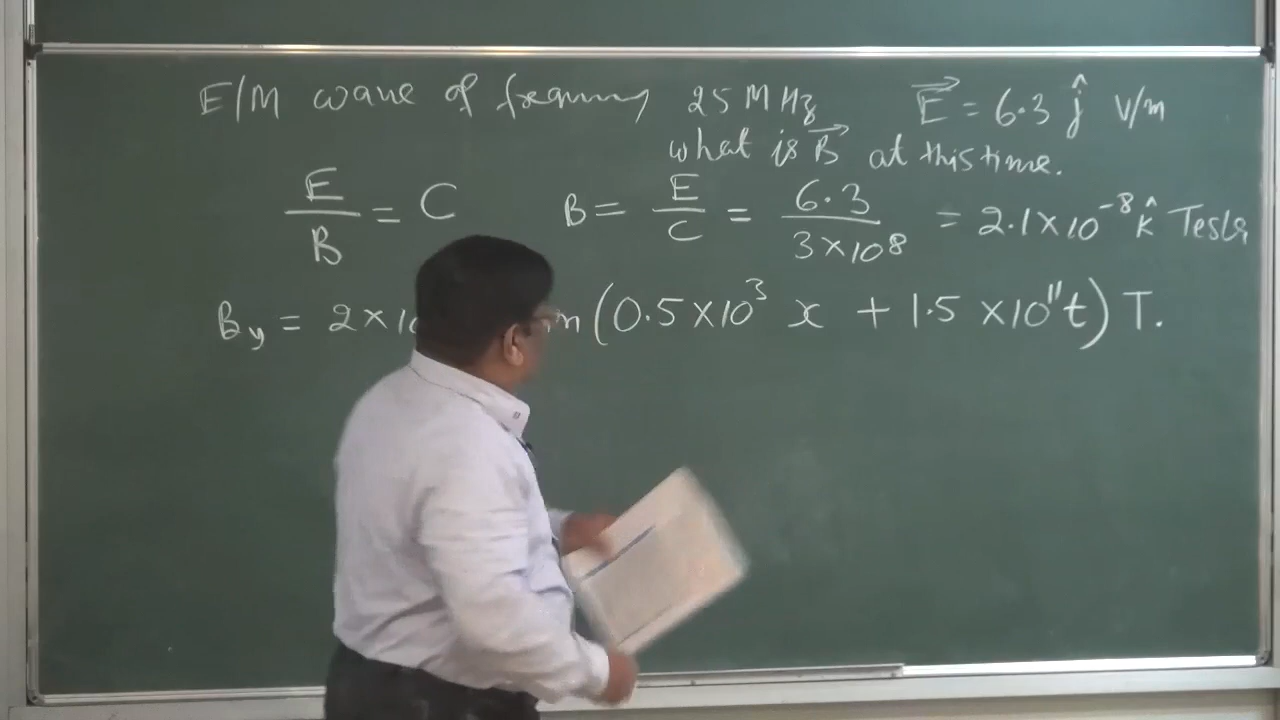 E/M wave of frequency 25 MHz E⃗ = 6.3 ĵ V/m
what is B⃗ at this time.
E/B = C B = E/C = 6.3/3×10⁸ = 2.1×10⁻⁸ k̂ Tesla
B_y = 2×10 (0.5×10³ x + 1.5×10¹¹t) T.